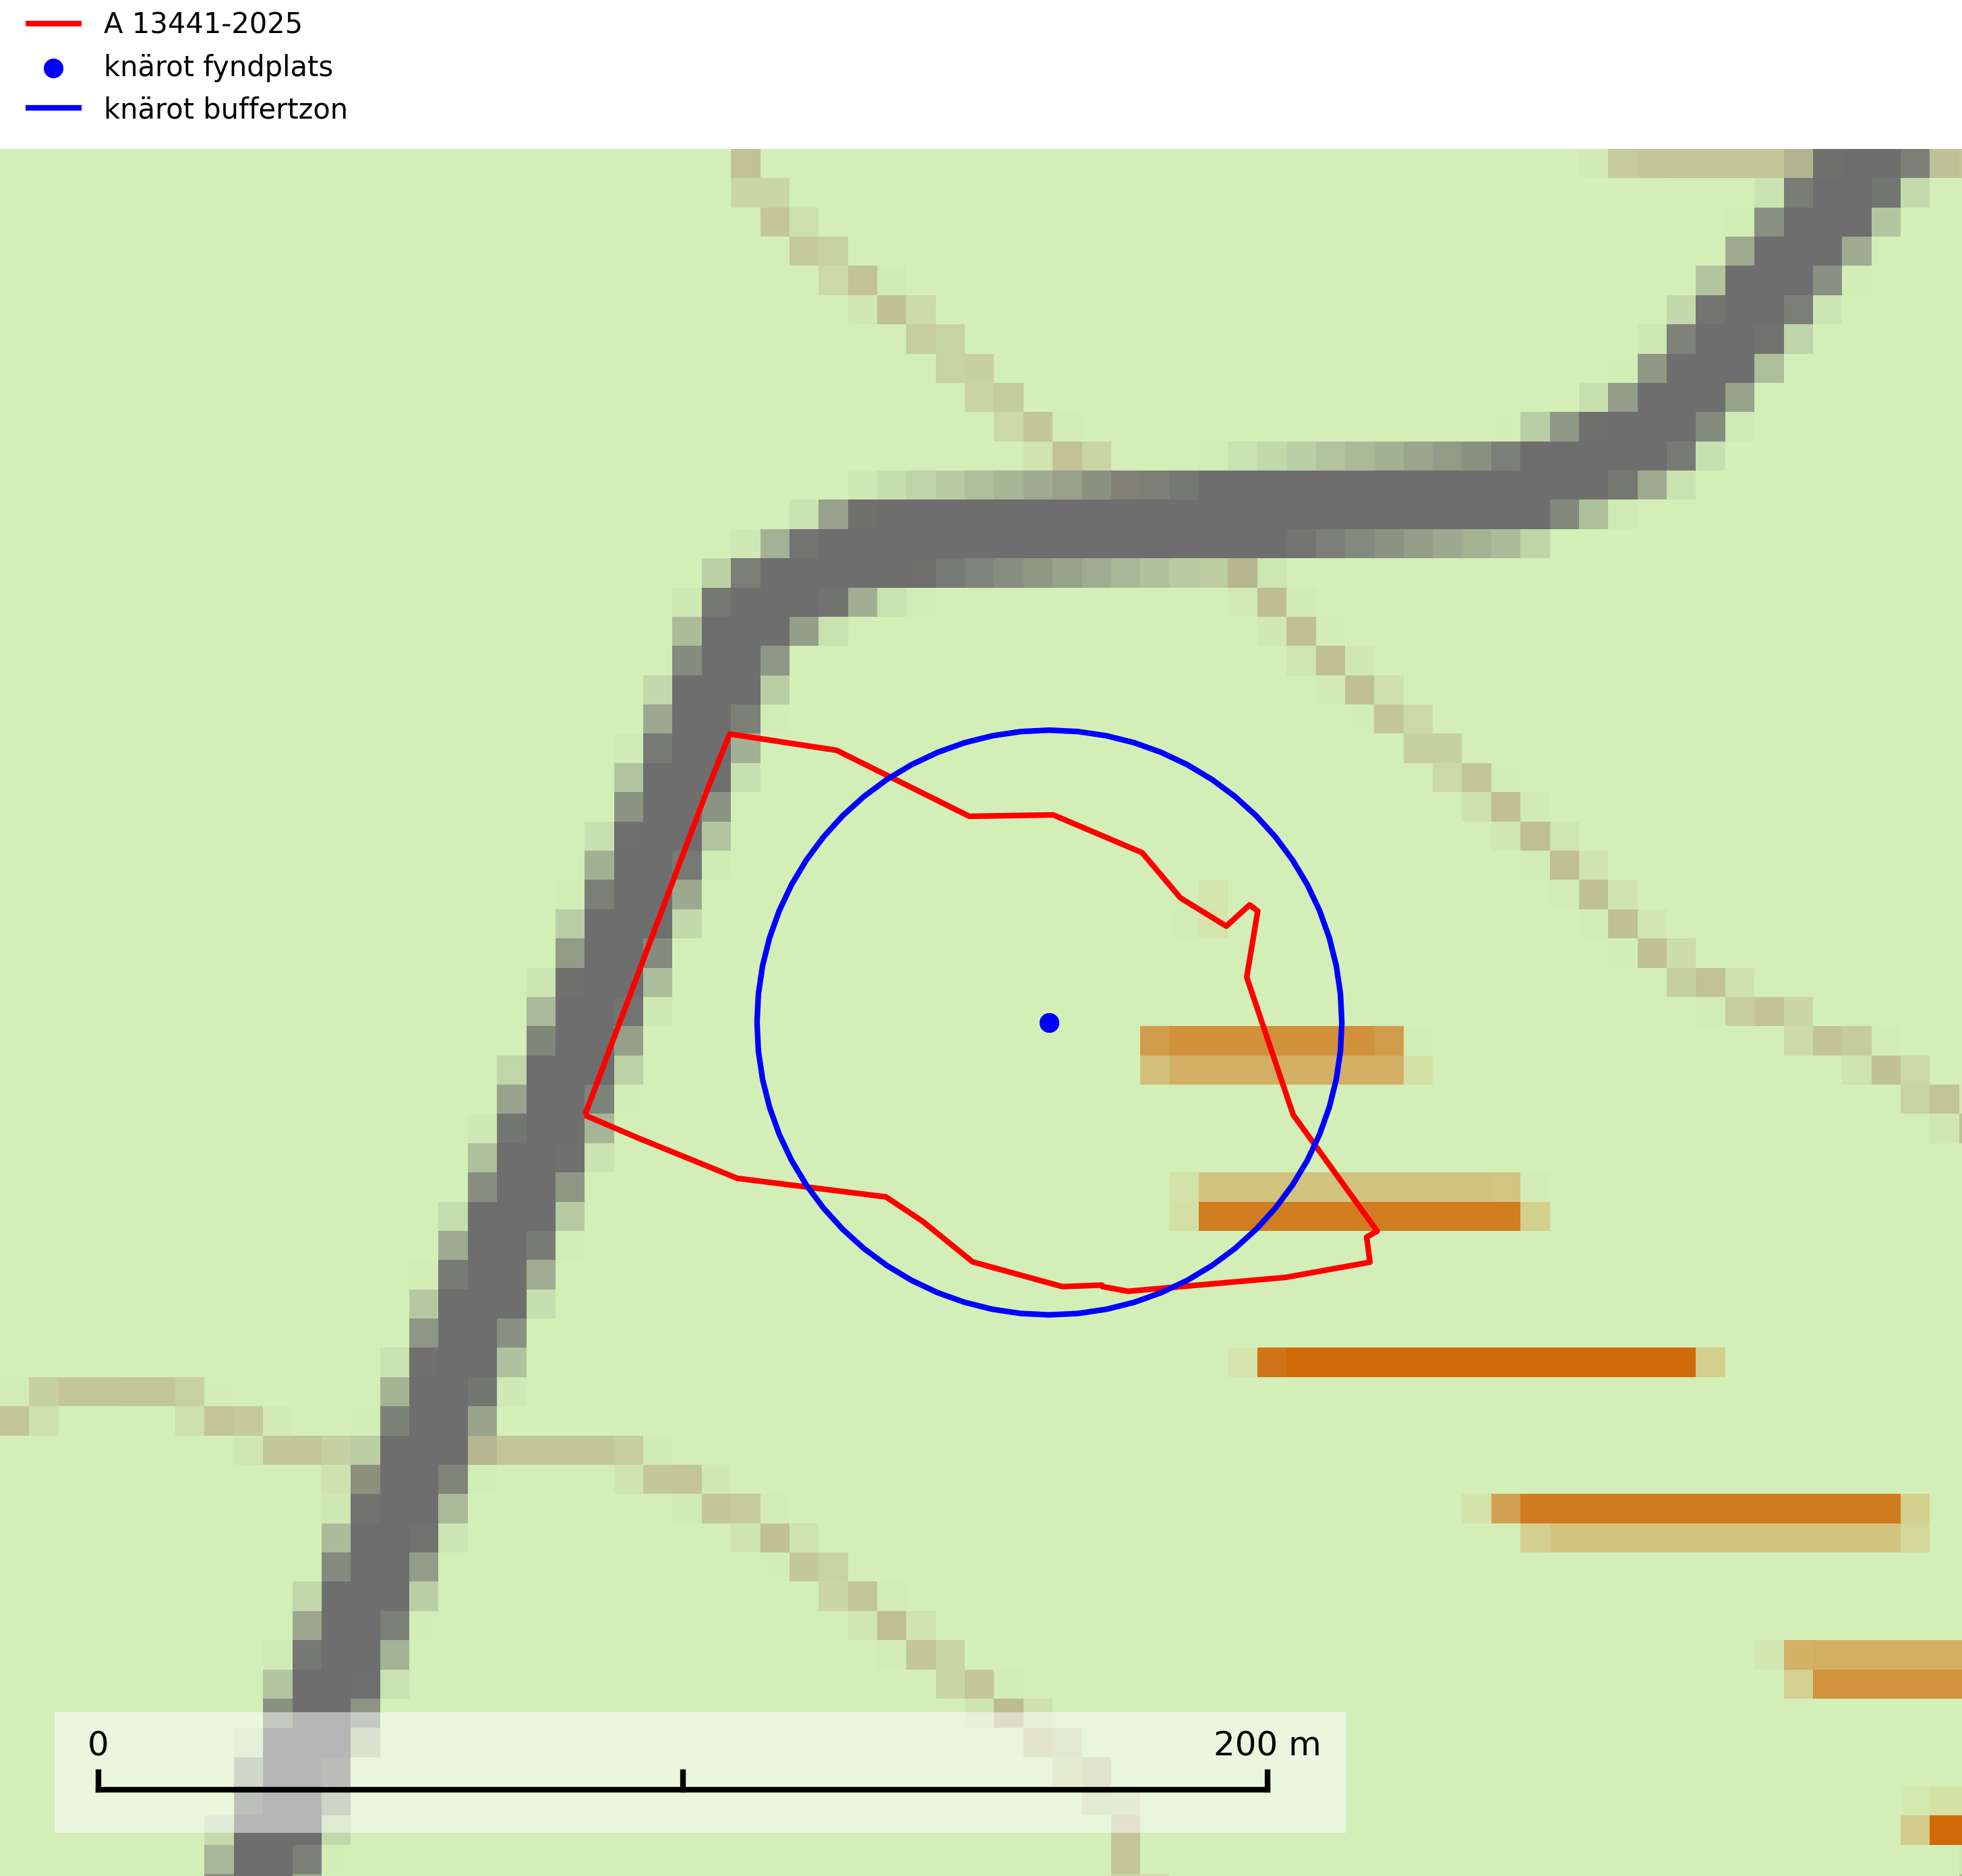 A 13441-2025
knärot fyndplats
knärot buffertzon
0
200 m